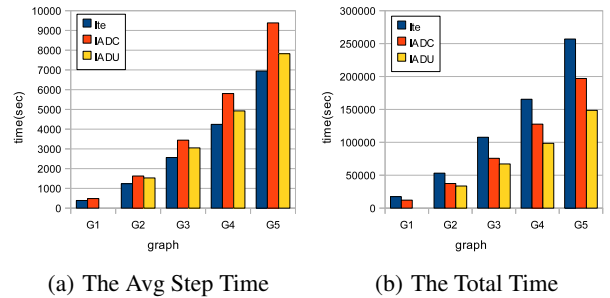 10000
9000
8000
7000
6000
5000
4000
3000
2000
1000
0
time(sec)
Ite
IADC
IADU
G1 G2 G3 G4 G5
graph
(a) The Avg Step Time
300000
250000
200000
150000
100000
50000
0
time(sec)
Ite
IADC
IADU
G1 G2 G3 G4 G5
graph
(b) The Total Time